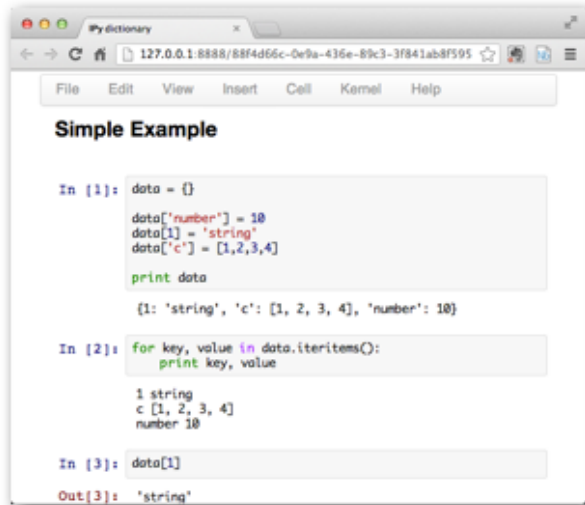 IPy dictionary
127.0.0.1:8888/88f4d66c-0e9a-436e-89c3-3f841ab8f595
File Edit View Insert Cell Kernel Help
Simple Example
In [1]: data = {}
data['number'] = 10
data[1] = 'string'
data['c'] = [1,2,3,4]
print data
{1: 'string', 'c': [1, 2, 3, 4], 'number': 10}
In [2]: for key, value in data.iteritems():
print key, value
1 string
c [1, 2, 3, 4]
number 10
In [3]: data[1]
Out[3]: 'string'